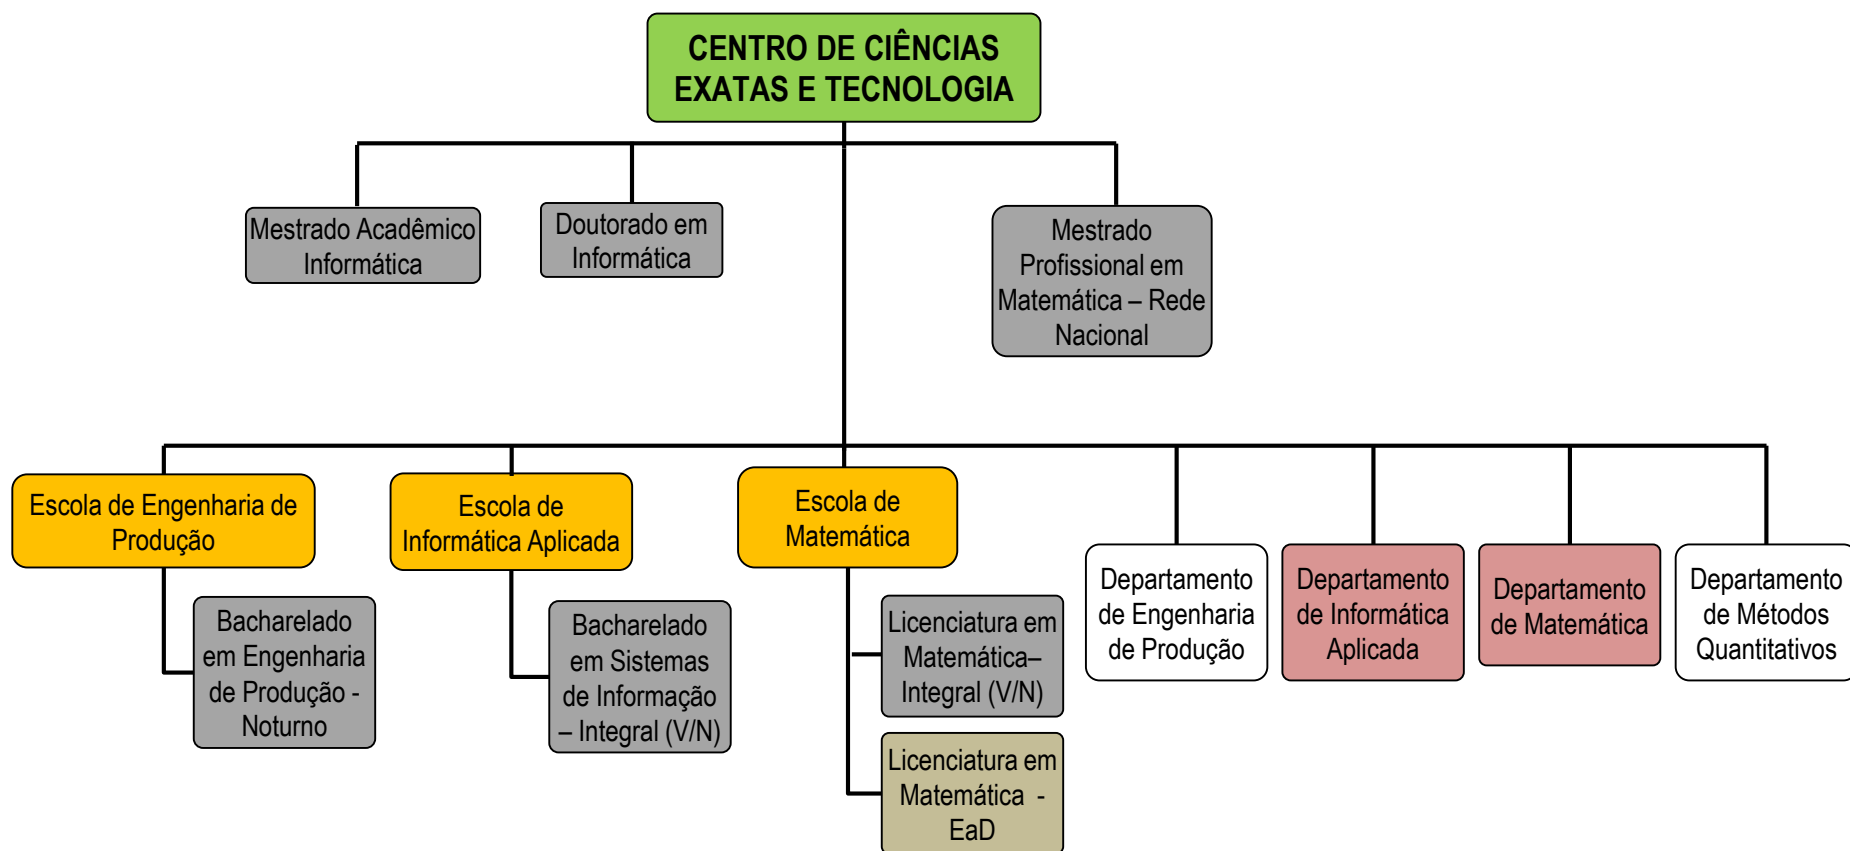 CENTRO DE CIÊNCIAS
EXATAS E TECNOLOGIA
Mestrado Acadêmico
Informática
Doutorado em
Informática
Mestrado
Profissional em
Matemática – Rede
Nacional
Escola de Engenharia de
Produção
Escola de
Informática Aplicada
Escola de
Matemática
Departamento
de Engenharia
de Produção
Departamento
de Informática
Aplicada
Departamento
de Matemática
Departamento
de Métodos
Quantitativos
Bacharelado
em Engenharia
de Produção -
Noturno
Bacharelado
em Sistemas
de Informação
– Integral (V/N)
Licenciatura em
Matemática–
Integral (V/N)
Licenciatura em
Matemática -
EaD